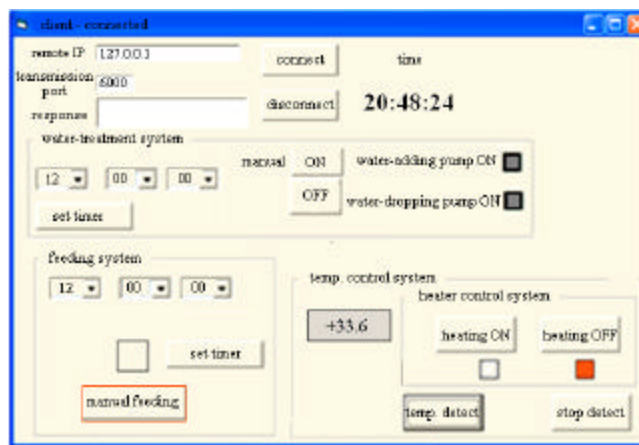 client - connected
remote IP 127.0.0.1 connect time
transmission port 6000
response disconnect 20:48:24
water-treatment system
manual ON water-adding pump ON
12 00 00
OFF water-dropping pump ON
set timer
feeding system
12 00 00
set timer
manual feeding
temp. control system
heater control system
+33.6 heating ON heating OFF
temp. detect stop detect